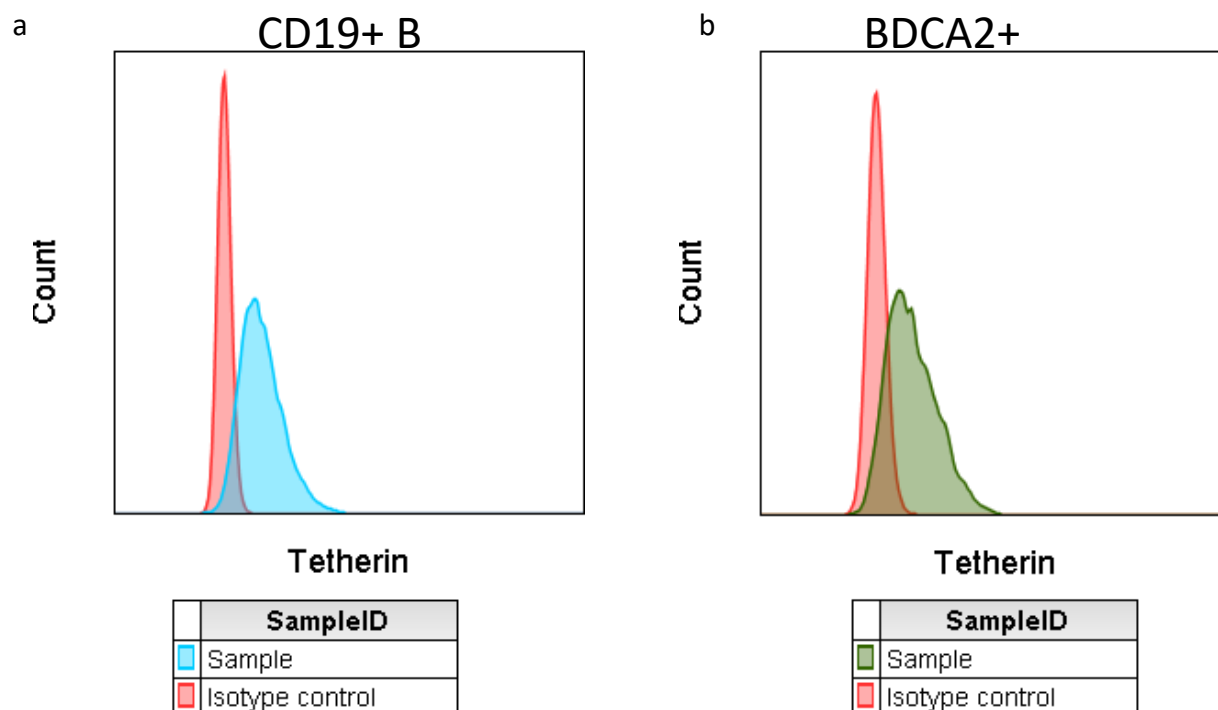 a
CD19+ B
Count
Tetherin
SampleID
Sample
Isotype control
b
BDCA2+
Count
Tetherin
SampleID
Sample
Isotype control